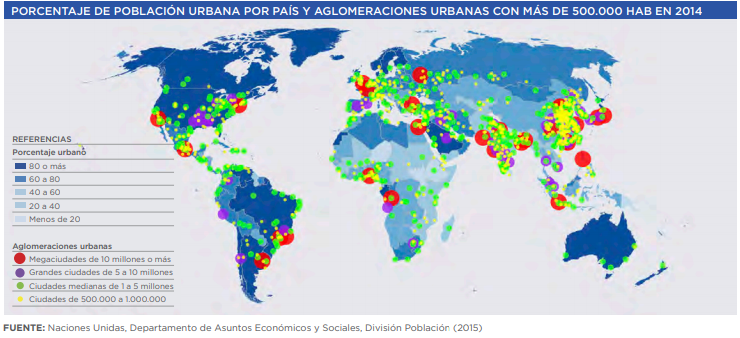 PORCENTAJE DE POBLACIÓN URBANA POR PAÍS Y AGLOMERACIONES URBANAS CON MÁS DE 500.000 HAB EN 2014
REFERENCIAS
Porcentaje urbano
80 o más
60 a 80
40 a 60
20 a 40
Menos de 20
Aglomeraciones urbanas
Megaciudades de 10 millones o más
Grandes ciudades de 5 a 10 millones
Ciudades medianas de 1 a 5 millones
Ciudades de 500.000 a 1.000.000
FUENTE: Naciones Unidas, Departamento de Asuntos Económicos y Sociales, División Población (2015)